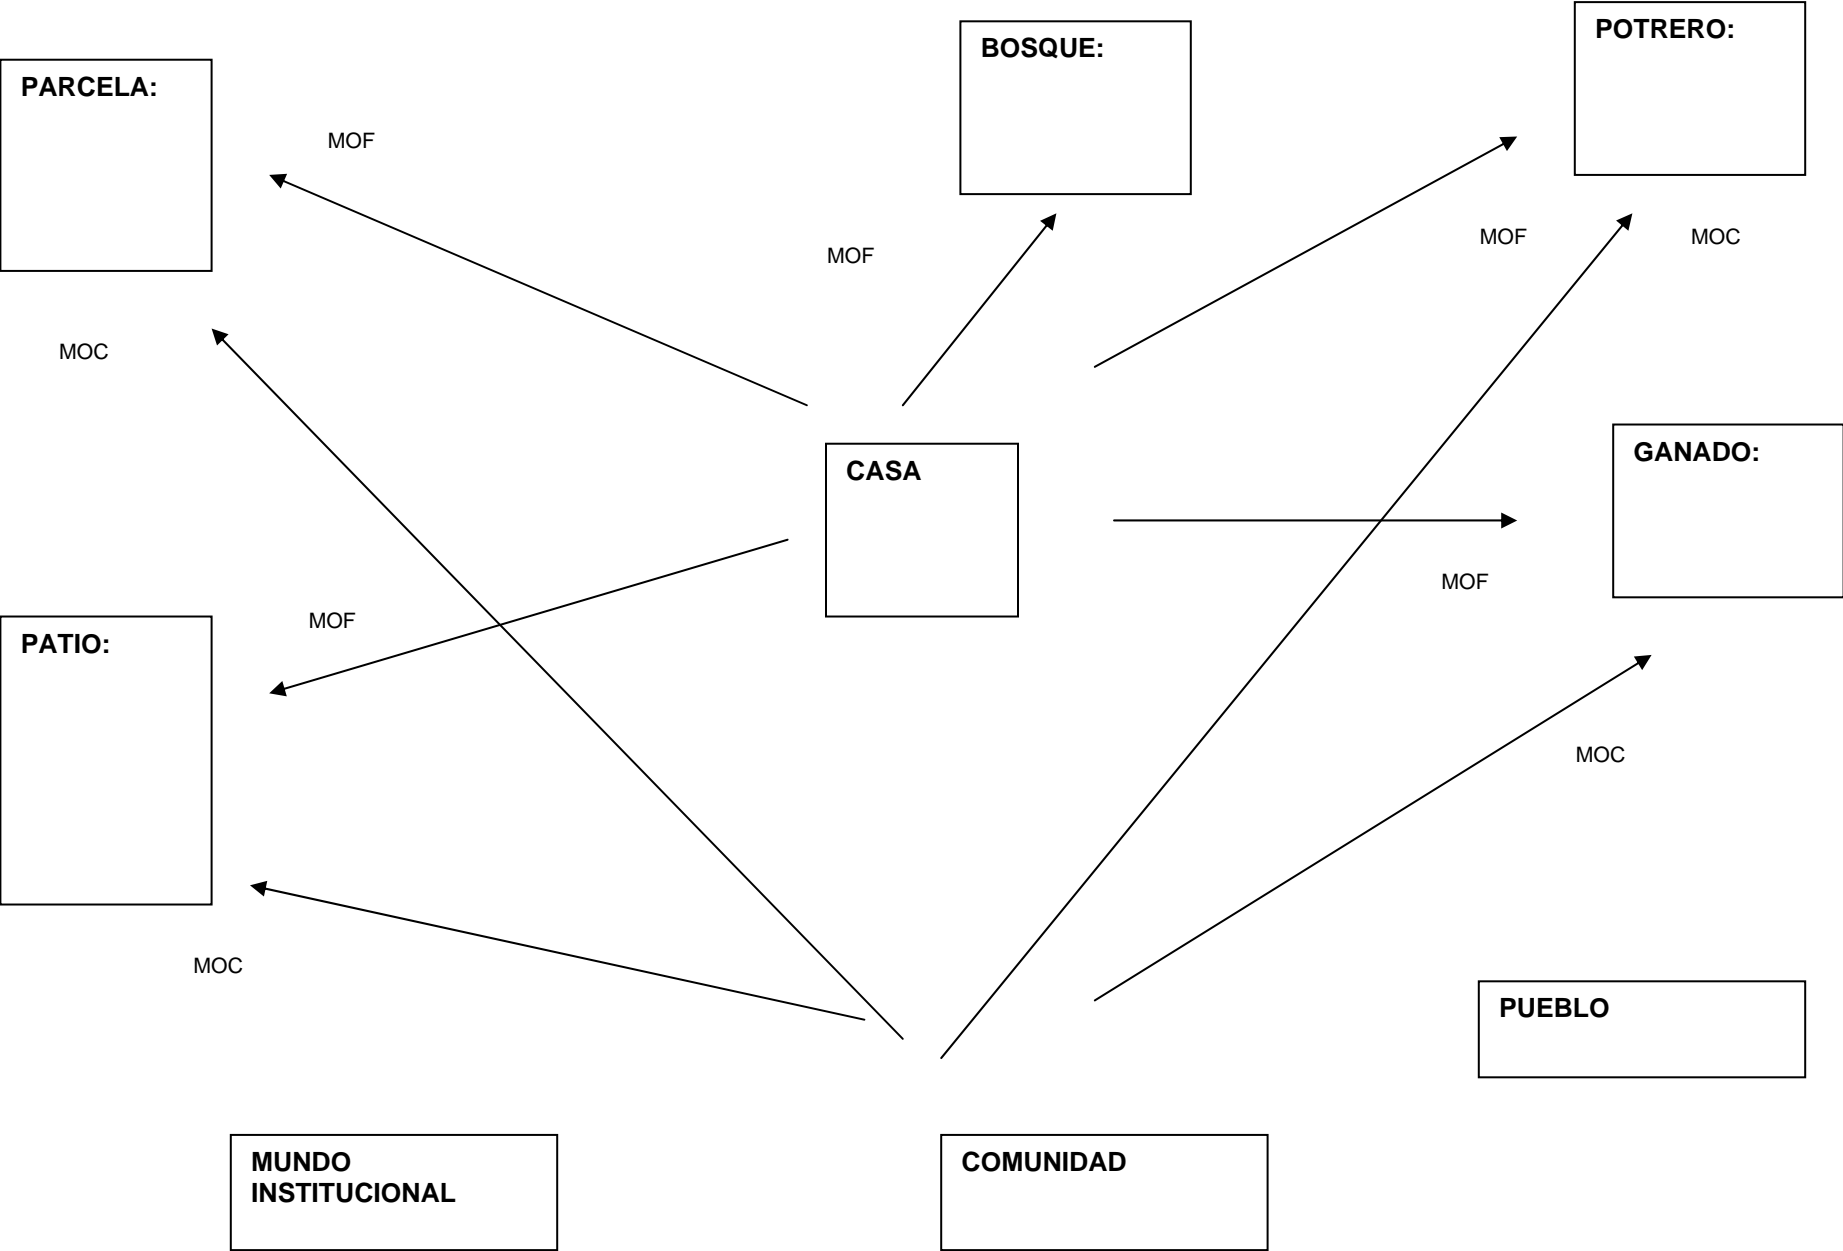 POTRERO:
BOSQUE:
PARCELA:
MOF
MOF
MOF
MOC
MOC
GANADO:
CASA
MOF
MOF
PATIO:
MOC
MOC
PUEBLO
MUNDO
INSTITUCIONAL
COMUNIDAD